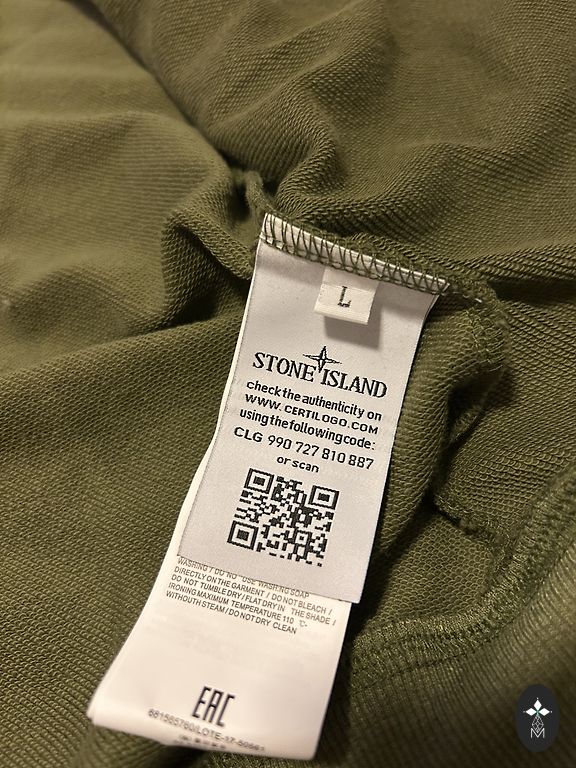 L
STONE ISLAND
check the authenticity on
WWW.CERTILOGO.COM
using the following code:
CLG 990 727 810 887
or scan
WASHING / DO NO USE WASHING SOAP
DIRECTLY ON THE GARMENT / DO NOT BLEACH /
DO NOT TUMBLE DRY / FLAT DRY IN THE SHADE /
IRONING MAXIMUM TEMPERATURE 110 °C-
WITHOUTH STEAM / DO NOT DRY CLEAN
EAC
M